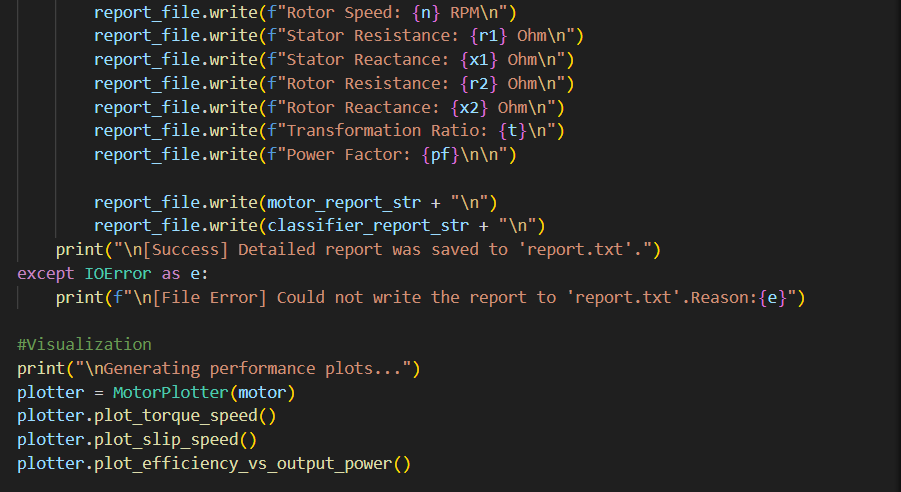 report_file.write(f"Rotor Speed: {n} RPM\n")
report_file.write(f"Stator Resistance: {r1} Ohm\n")
report_file.write(f"Stator Reactance: {x1} Ohm\n")
report_file.write(f"Rotor Resistance: {r2} Ohm\n")
report_file.write(f"Rotor Reactance: {x2} Ohm\n")
report_file.write(f"Transformation Ratio: {t}\n")
report_file.write(f"Power Factor: {pf}\n\n")
report_file.write(motor_report_str + "\n")
report_file.write(classifier_report_str + "\n")
print("\n[Success] Detailed report was saved to 'report.txt'.")
except IOError as e:
print(f"\n[File Error] Could not write the report to 'report.txt'.Reason:{e}")
#Visualization
print("\nGenerating performance plots...")
plotter = MotorPlotter(motor)
plotter.plot_torque_speed()
plotter.plot_slip_speed()
plotter.plot_efficiency_vs_output_power()